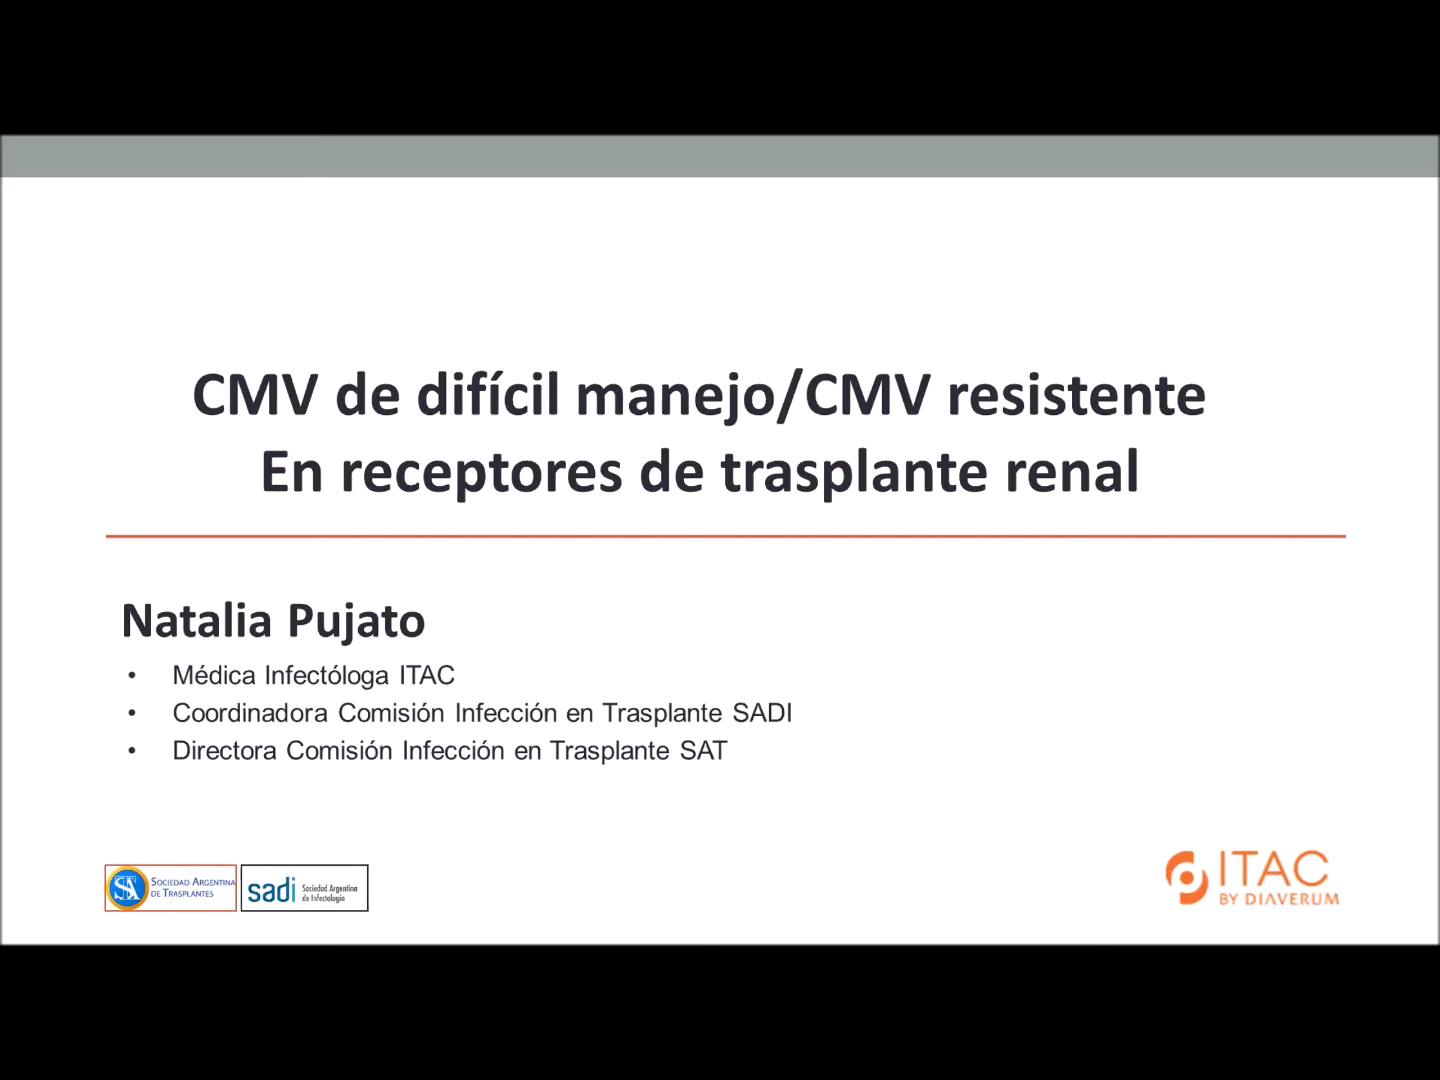 CMV de difícil manejo/CMV resistente
En receptores de trasplante renal
Natalia Pujato
• Médica Infectóloga ITAC
• Coordinadora Comisión Infección en Trasplante SADI
• Directora Comisión Infección en Trasplante SAT
SOCIEDAD ARGENTINA
DE TRASPLANTES
sadi
Sociedad Argentina
de Infectología
ITAC
BY DIAVERUM